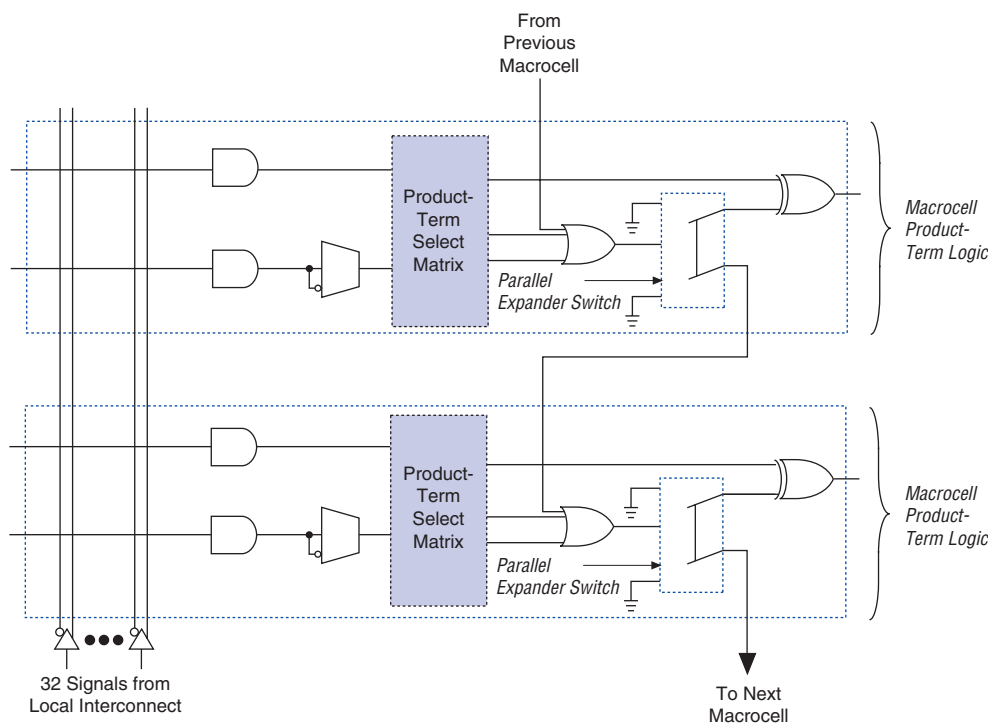 From
Previous
Macrocell
Product-
Term
Select
Matrix
Parallel
Expander Switch
Macrocell
Product-
Term Logic
Product-
Term
Select
Matrix
Parallel
Expander Switch
Macrocell
Product-
Term Logic
32 Signals from
Local Interconnect
To Next
Macrocell